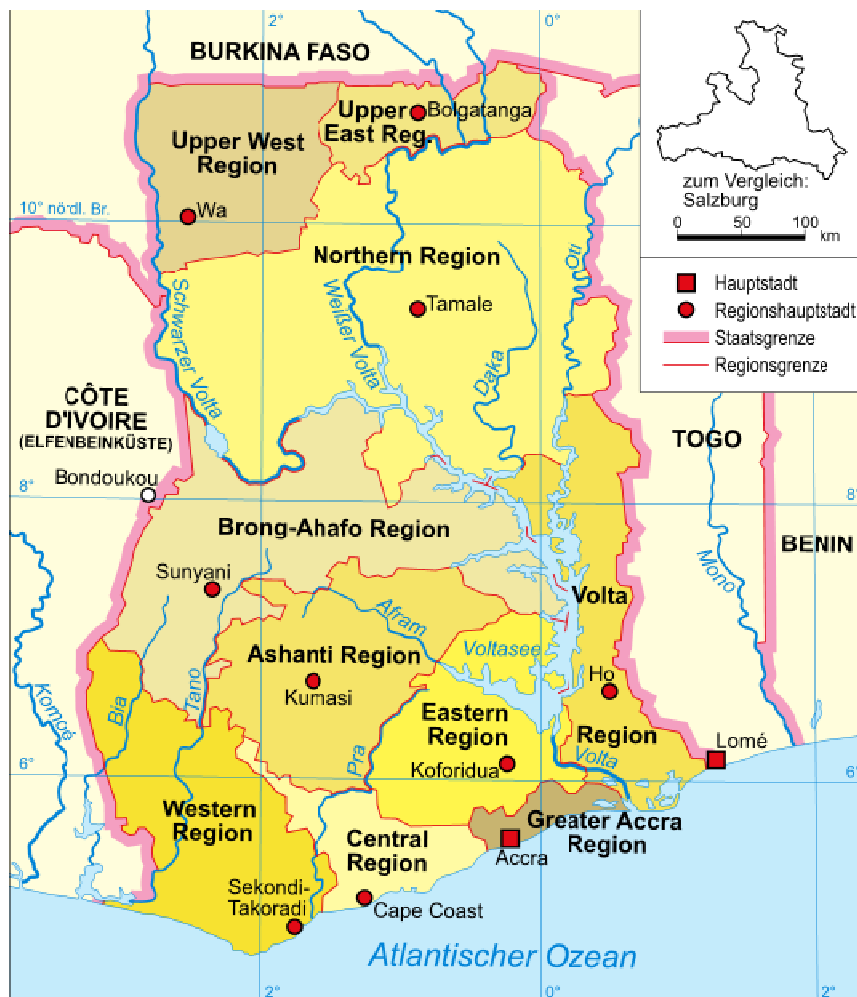 2°
0°
BURKINA FASO
Upper
East Reg.
Bolgatanga
Upper West
Region
zum Vergleich:
Salzburg
0 50 100
km
10° nördl. Br.
Wa
Northern Region
Oti
Hauptstadt
Regionshauptstadt
Staatsgrenze
Regionsgrenze
Schwarzer Volta
Weißer Volta
Tamale
Daka
CÔTE
D'IVOIRE
(ELFENBEINKÜSTE)
Bondoukou
TOGO
8°
8°
Brong-Ahafo Region
BENIN
Mono
Sunyani
Volta
Afram
Voltasee
Ashanti Region
Kumasi
Ho
Komoé
Bia
Tano
Eastern
Region
Region
Lomé
Pra
Koforidua
Volta
6°
6°
Western
Region
Central
Region
Greater Accra
Region
Accra
Sekondi-
Takoradi
Cape Coast
Atlantischer Ozean
2°
0°
2°